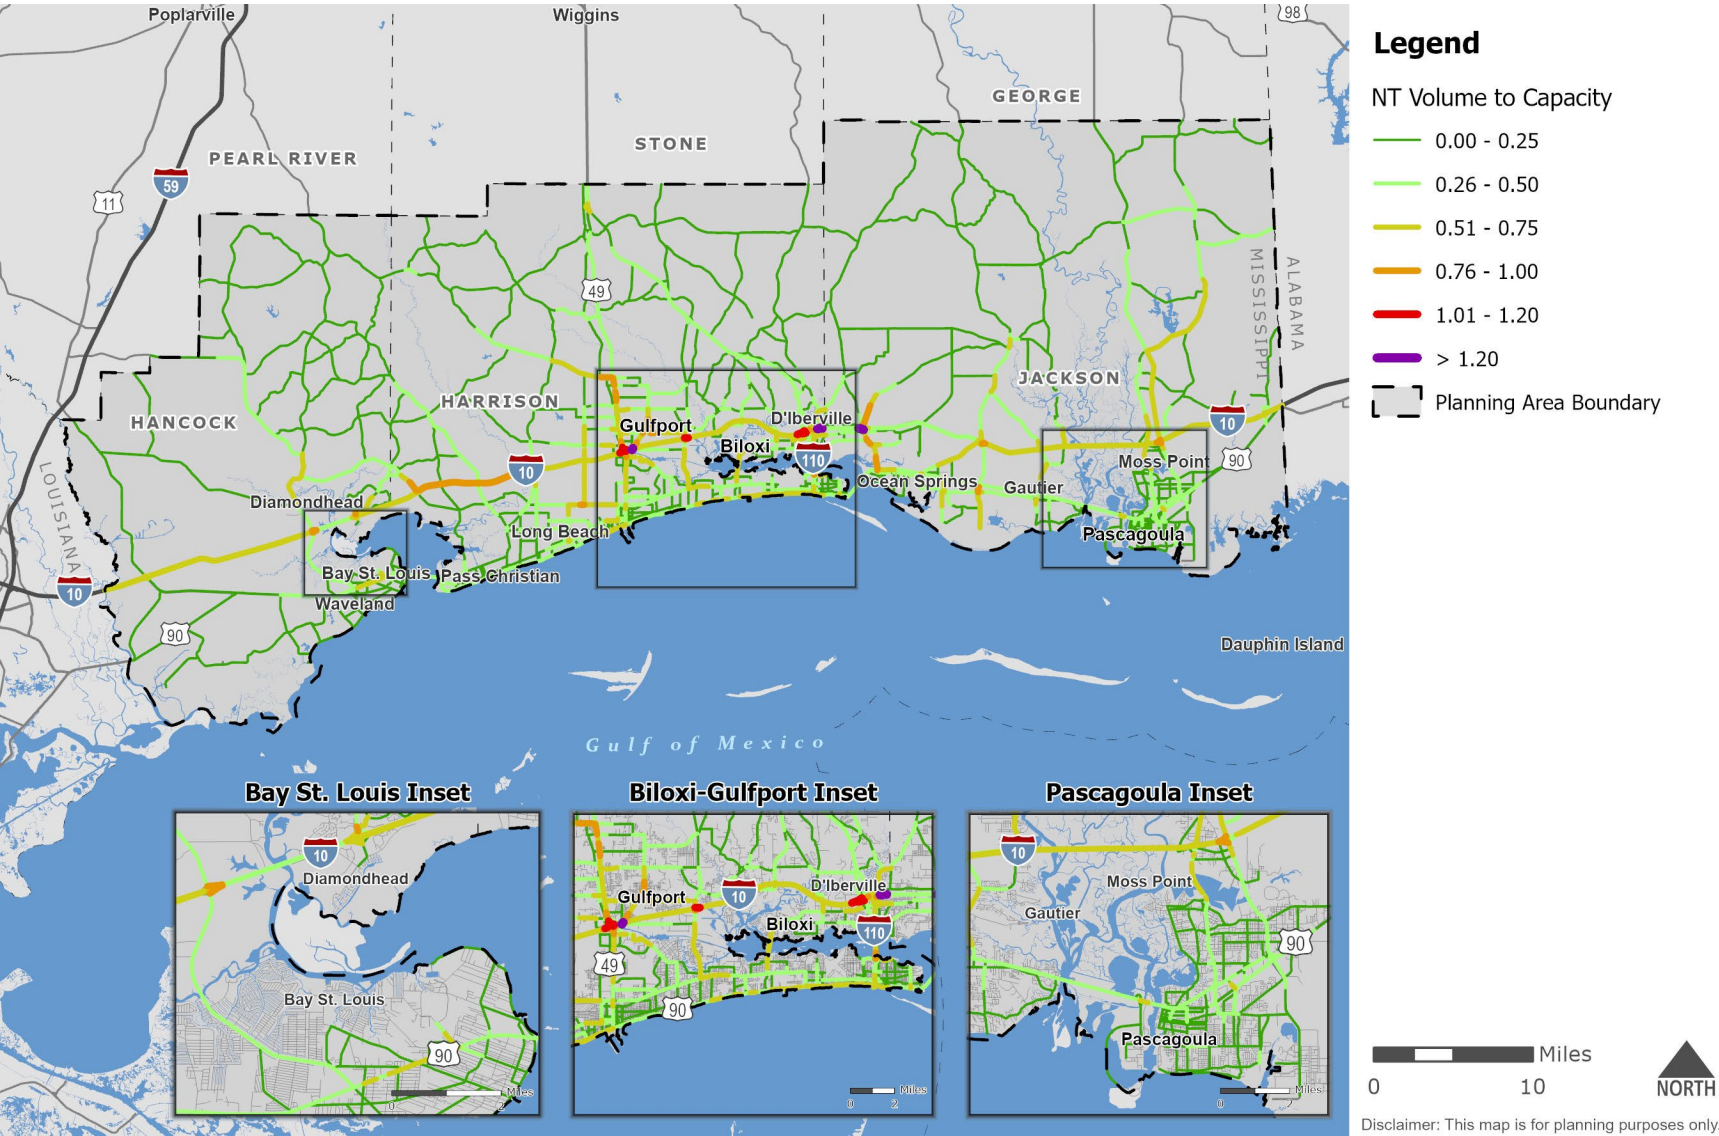 Poplarville
Wiggins
98
GEORGE
STONE
PEARL RIVER
59
11
49
MISSISSIPPI
ALABAMA
JACKSON
HARRISON
HANCOCK
D'Iberville
Gulfport
Biloxi
10
110
10
Moss Point
90
LOUISIANA
Diamondhead
Ocean Springs
Gautier
Long Beach
Pascagoula
Bay St. Louis
Pass Christian
10
Waveland
90
Dauphin Island
Gulf of Mexico
Legend
NT Volume to Capacity
0.00 - 0.25
0.26 - 0.50
0.51 - 0.75
0.76 - 1.00
1.01 - 1.20
> 1.20
Planning Area Boundary
Bay St. Louis Inset
10
Diamondhead
Bay St. Louis
90
Miles
0
2
Biloxi-Gulfport Inset
D'Iberville
Gulfport
10
Biloxi
110
49
90
Miles
0 2
Pascagoula Inset
10
Moss Point
Gautier
90
Pascagoula
Miles
0
Miles
0 10
NORTH
Disclaimer: This map is for planning purposes only.